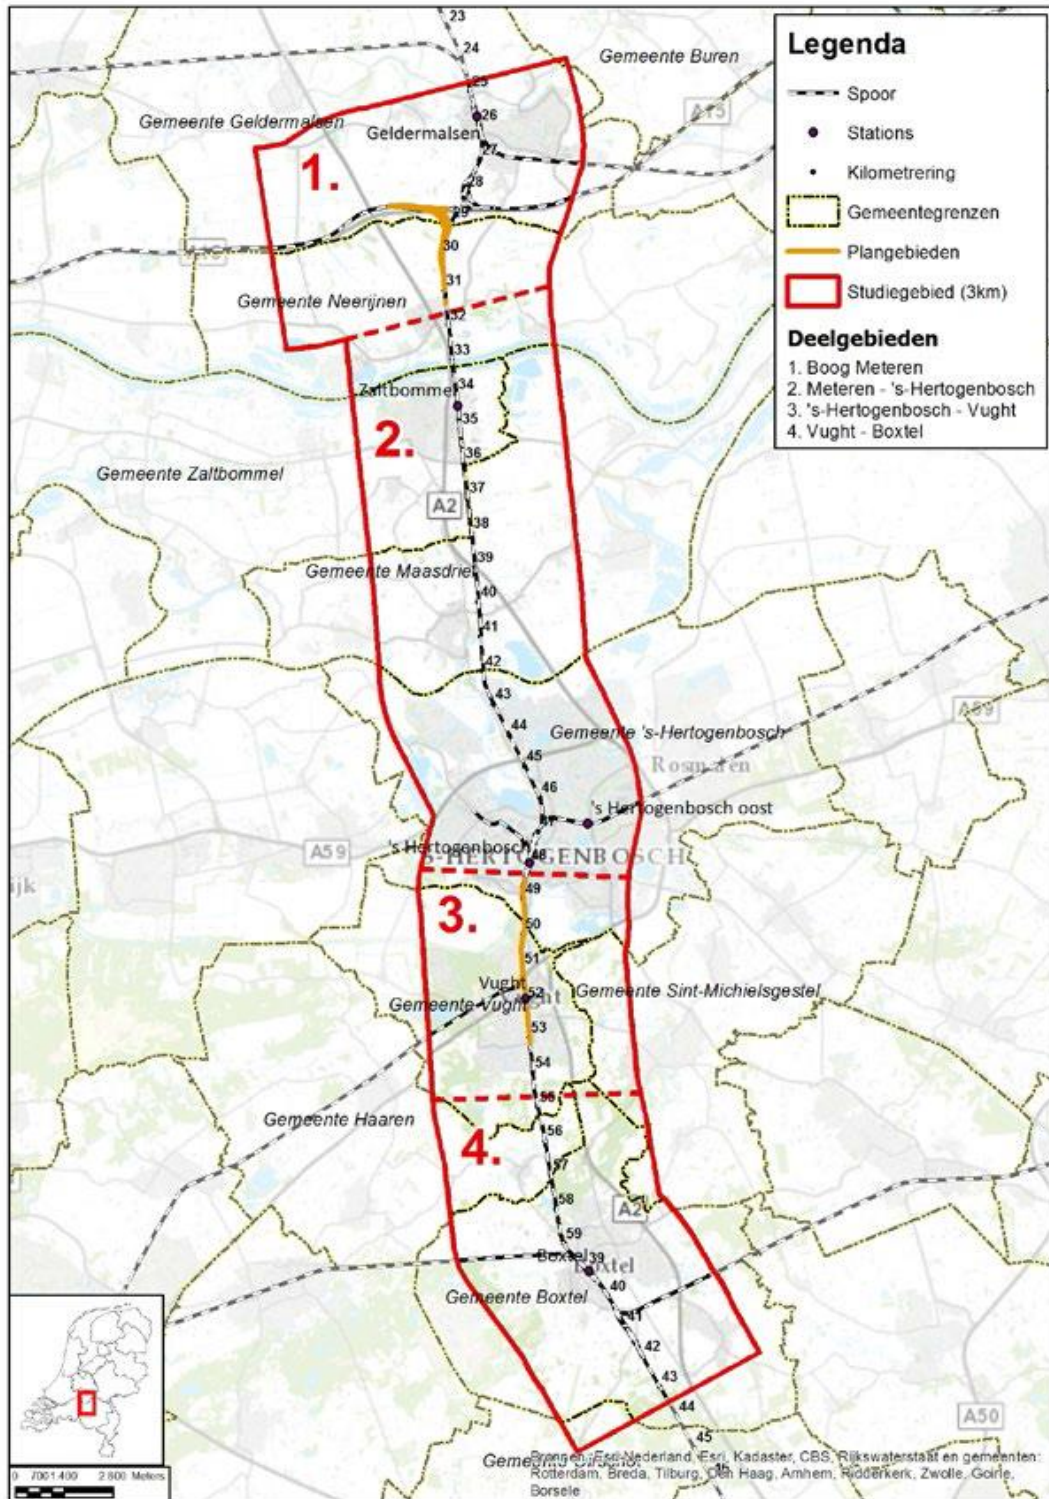 23
24
Gemeente Buren
Legenda
25
Spoor
Gemeente Geldermalsen
26
A15
Geldermalsen
Stations
27
Kilometrering
1.
28
29
Gemeentegrenzen
30
Plangebieden
31
Gemeente Neerijnen
Studiegebied (3km)
32
33
Deelgebieden
1. Boog Meteren
2. Meteren - 's-Hertogenbosch
3. 's-Hertogenbosch - Vught
4. Vught - Boxtel
34
Zaltbommel
35
2.
36
Gemeente Zaltbommel
37
A2
38
39
Gemeente Maasdriel
40
41
42
43
44
Gemeente 's-Hertogenbosch
A59
45
Rosmalen
46
's Hertogenbosch oost
47
's Hertogenbosch
48
A59
'S-HERTOGENBOSCH
ijk
49
3.
50
51
Vught
52
Gemeente Sint-Michielsgestel
Gemeente Vught
53
54
55
Gemeente Haaren
56
4.
57
58
A2
59
Boxtel
39
Boxtel
40
Gemeente Boxtel
41
42
43
44
A50
45
46
Bronnen: Esri Nederland, Esri, Kadaster, CBS, Rijkswaterstaat en gemeenten:
Rotterdam, Breda, Tilburg, Den Haag, Arnhem, Ridderkerk, Zwolle, Goirle,
Borsele
0 700 1.400 2.800 Meters